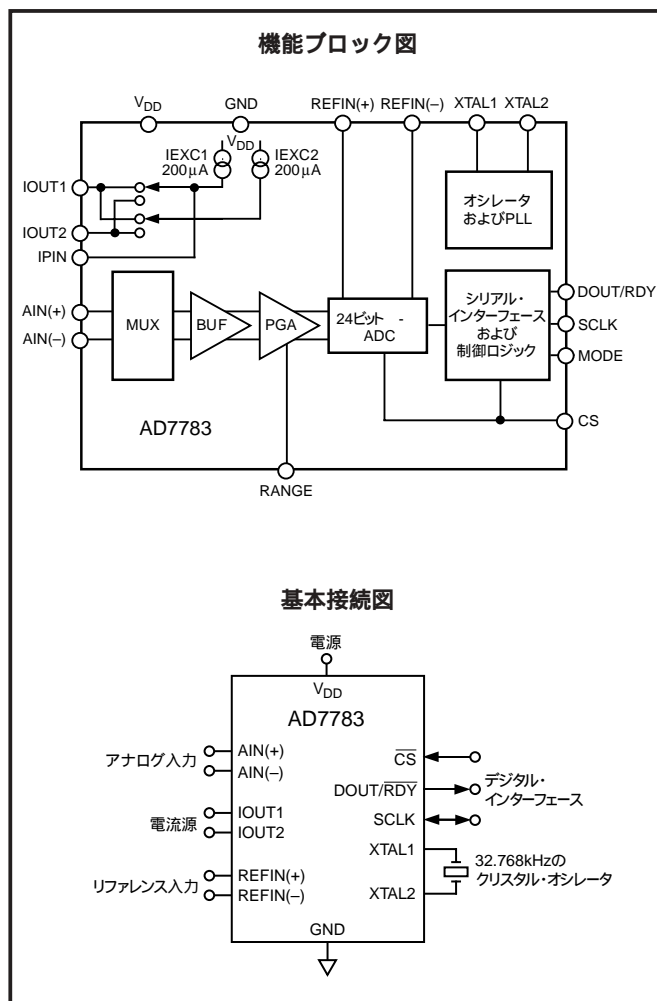 機能ブロック図
VDD
GND
REFIN(+)
REFIN(–)
XTAL1
XTAL2
VDD
IEXC1
200µA
IEXC2
200µA
IOUT1
IOUT2
IPIN
オシレータ
およびPLL
AIN(+)
AIN(–)
MUX
BUF
PGA
24ビット -
ADC
シリアル・
インターフェース
および
制御ロジック
DOUT/RDY
SCLK
MODE
CS
AD7783
RANGE
基本接続図
電源
VDD
AD7783
アナログ入力
AIN(+)
AIN(–)
電流源
IOUT1
IOUT2
リファレンス入力
REFIN(+)
REFIN(–)
CS
DOUT/RDY
SCLK
デジタル・
インターフェース
XTAL1
XTAL2
32.768kHzの
クリスタル・オシレータ
GND